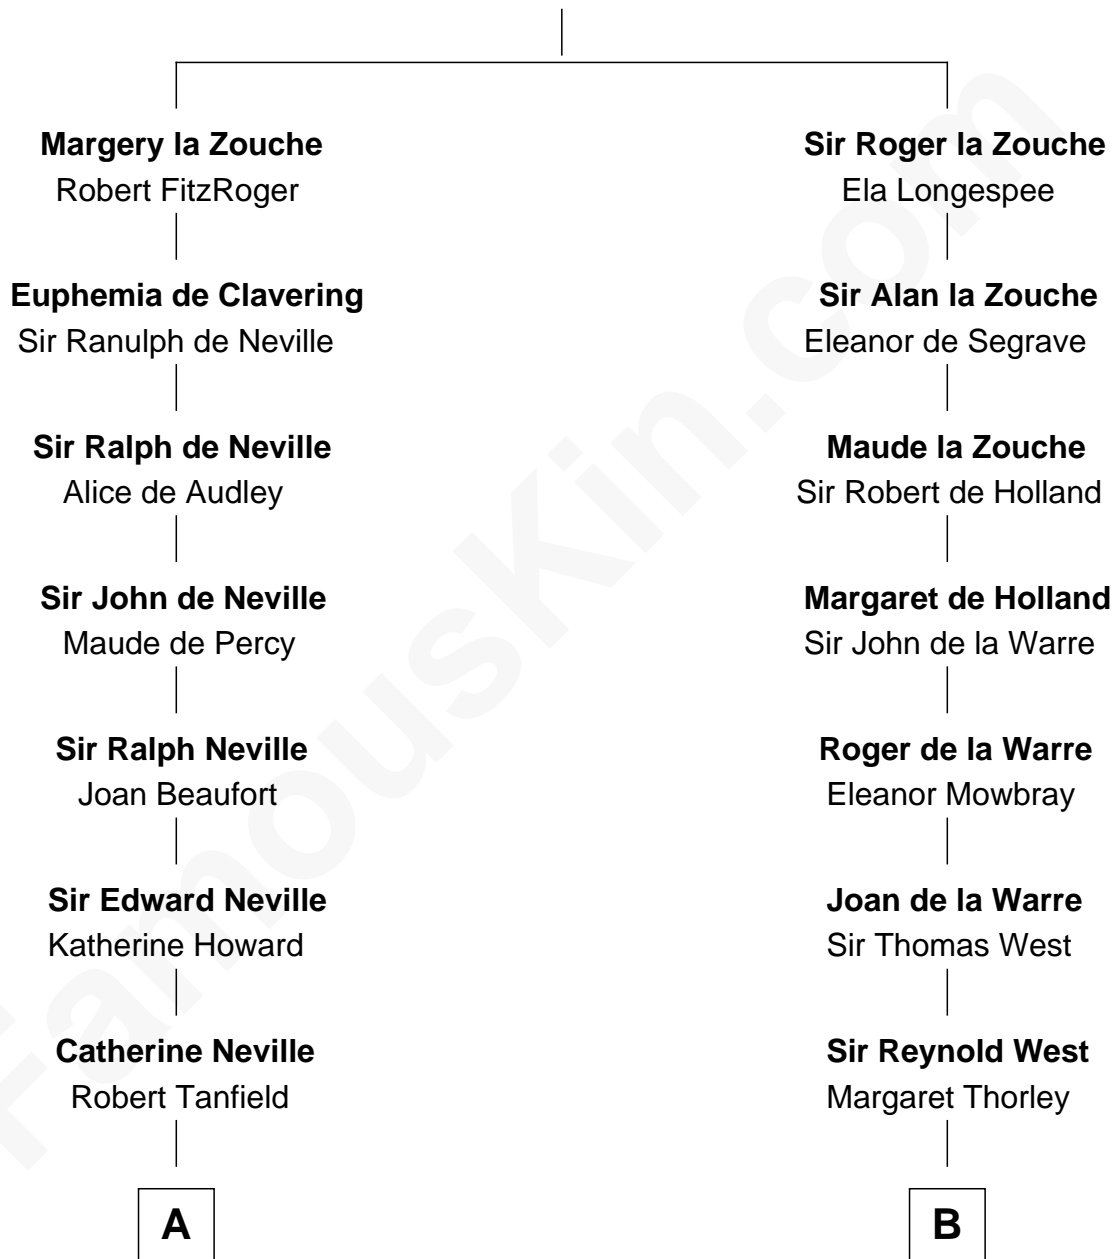 Margery la Zouche
Robert FitzRoger
Sir Roger la Zouche
Ela Longespee
Euphemia de Clavering
Sir Ranulph de Neville
Sir Alan la Zouche
Eleanor de Segrave
Sir Ralph de Neville
Alice de Audley
Maude la Zouche
Sir Robert de Holland
Sir John de Neville
Maude de Percy
Margaret de Holland
Sir John de la Warre
Sir Ralph Neville
Joan Beaufort
Roger de la Warre
Eleanor Mowbray
Sir Edward Neville
Katherine Howard
Joan de la Warre
Sir Thomas West
Catherine Neville
Robert Tanfield
Sir Reynold West
Margaret Thorley
A
B
FamousKin.com